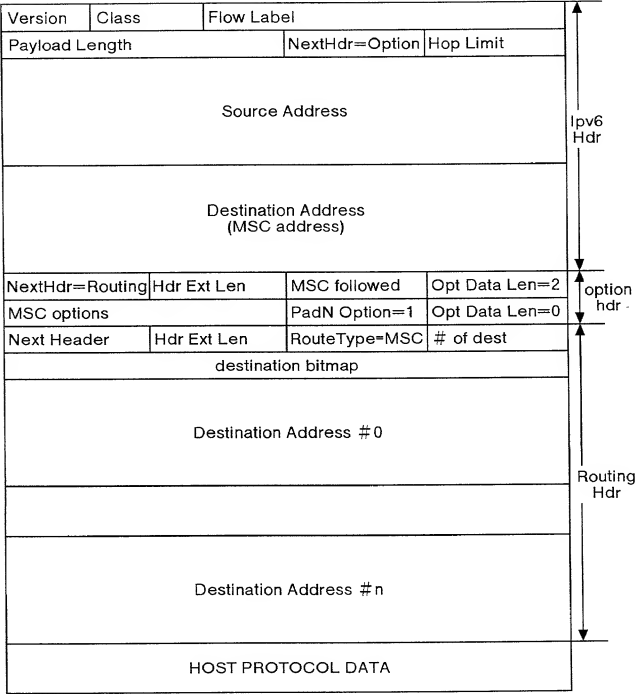 Version Class Flow Label
Payload Length NextHdr=Option Hop Limit
Source Address
Ipv6
Hdr
Destination Address
(MSC address)
NextHdr=Routing Hdr Ext Len MSC followed Opt Data Len=2
option
hdr
MSC options PadN Option=1 Opt Data Len=0
Next Header Hdr Ext Len RouteType=MSC # of dest
destination bitmap
Destination Address #0
Routing
Hdr
Destination Address #n
HOST PROTOCOL DATA